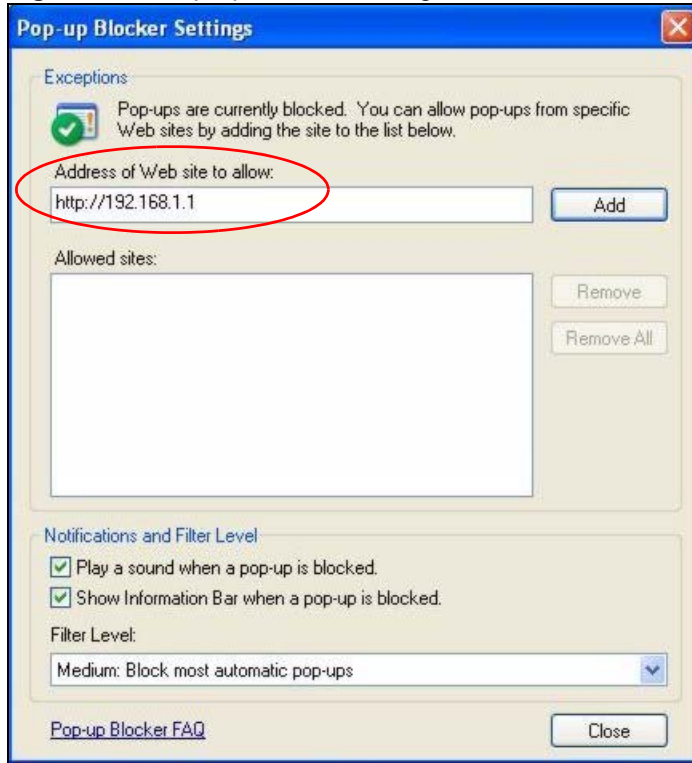 Pop-up Blocker Settings
Exceptions
Pop-ups are currently blocked. You can allow pop-ups from specific
Web sites by adding the site to the list below.
Address of Web site to allow:
http://192.168.1.1
Add
Allowed sites:
Remove
Remove All
Notifications and Filter Level
Play a sound when a pop-up is blocked.
Show Information Bar when a pop-up is blocked.
Filter Level:
Medium: Block most automatic pop-ups
Pop-up Blocker FAQ
Close